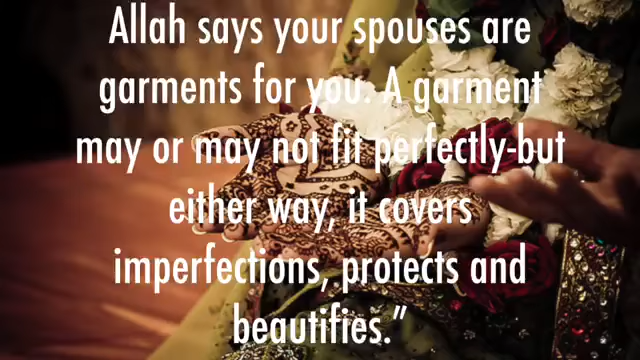 Allah says your spouses are
garments for you. A garment
may or may not fit perfectly-but
either way, it covers
imperfections, protects and
beautifies.”